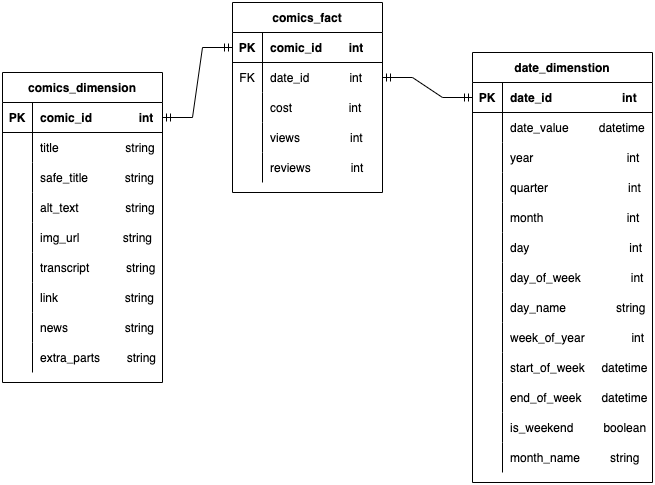 comics_fact
PK comic_id int
FK date_id int
cost int
views int
reviews int
comics_dimension
PK comic_id int
title string
safe_title string
alt_text string
img_url string
transcript string
link string
news string
extra_parts string
date_dimenstion
PK date_id int
date_value datetime
year int
quarter int
month int
day int
day_of_week int
day_name string
week_of_year int
start_of_week datetime
end_of_week datetime
is_weekend boolean
month_name string